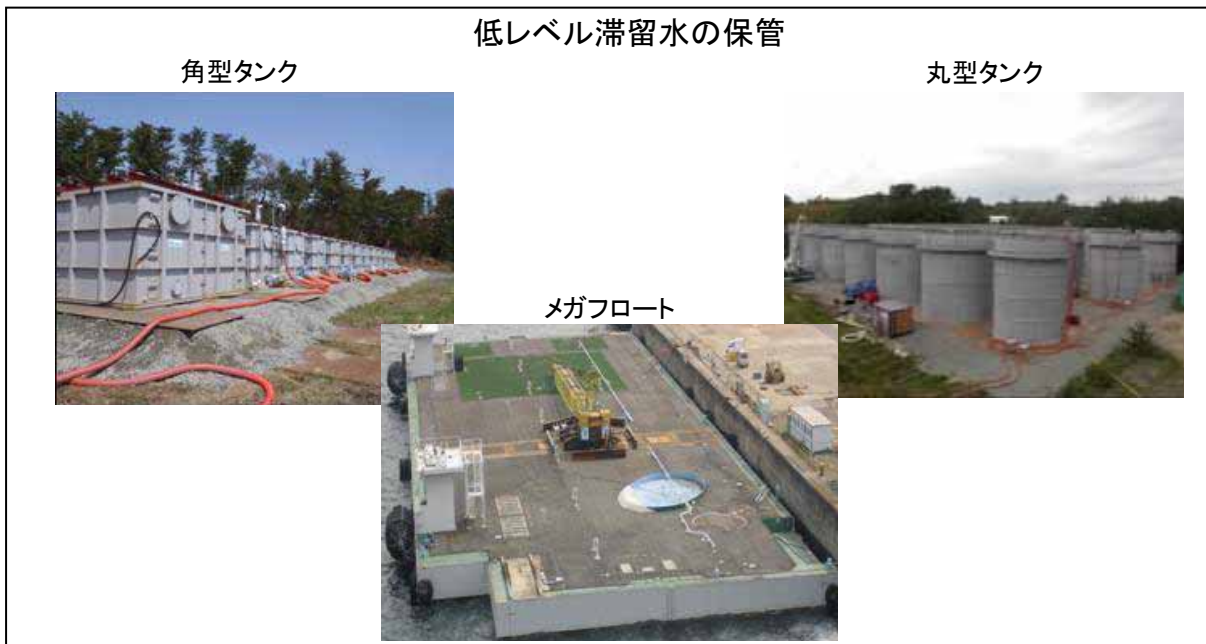 低レベル滞留水の保管
角型タンク
丸型タンク
メガフロート